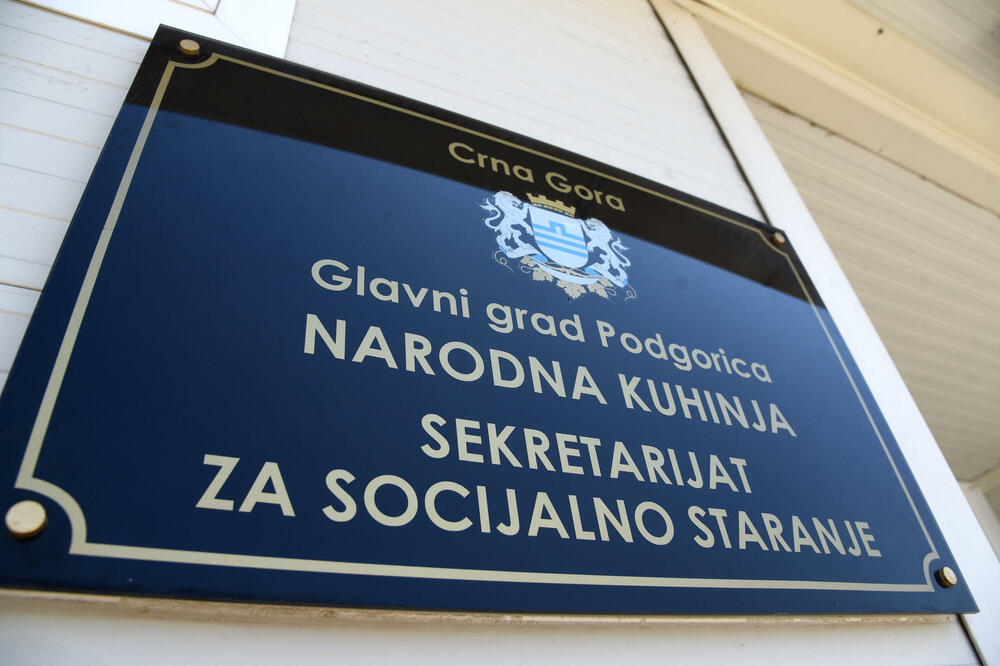 Crna Gora
Glavni grad Podgorica
NARODNA KUHINJA
SEKRETARIJAT
ZA SOCIJALNO STARANJE